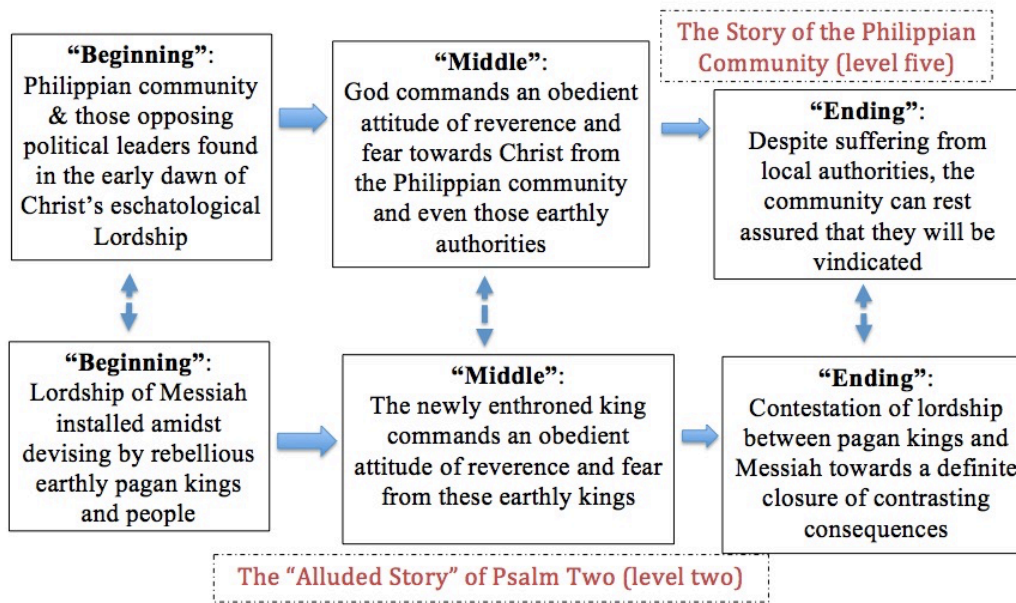 The Story of the Philippian
Community (level five)
“Beginning”:
Philippian community
& those opposing
political leaders found
in the early dawn of
Christ’s eschatological
Lordship
“Middle”:
God commands an obedient
attitude of reverence and
fear towards Christ from
the Philippian community
and even those earthly
authorities
“Ending”:
Despite suffering from
local authorities, the
community can rest
assured that they will be
vindicated
“Beginning”:
Lordship of Messiah
installed amidst
devising by rebellious
earthly pagan kings
and people
“Middle”:
The newly enthroned king
commands an obedient
attitude of reverence and fear
from these earthly kings
“Ending”:
Contestation of lordship
between pagan kings and
Messiah towards a definite
closure of contrasting
consequences
The “Alluded Story” of Psalm Two (level two)